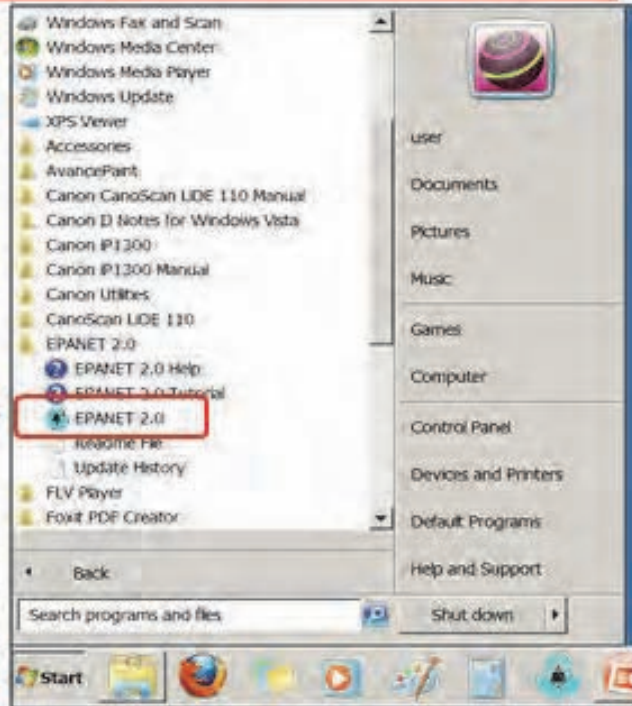 Windows Fax and Scan
Windows Media Center
Windows Media Player
Windows Update
XPS Viewer
Accessories
AvancePaint
Canon CanoScan LiDE 110 Manual
Canon IJ Notes for Windows Vista
Canon iP1300
Canon iP1300 Manual
Canon Utilities
CanoScan LiDE 110
EPANET 2.0
EPANET 2.0 Help
EPANET 2.0 Tutorial
EPANET 2.0
Readme File
Update History
FLV Player
Foxit PDF Creator
Back
Search programs and files
user
Documents
Pictures
Music
Games
Computer
Control Panel
Devices and Printers
Default Programs
Help and Support
Shut down
Start